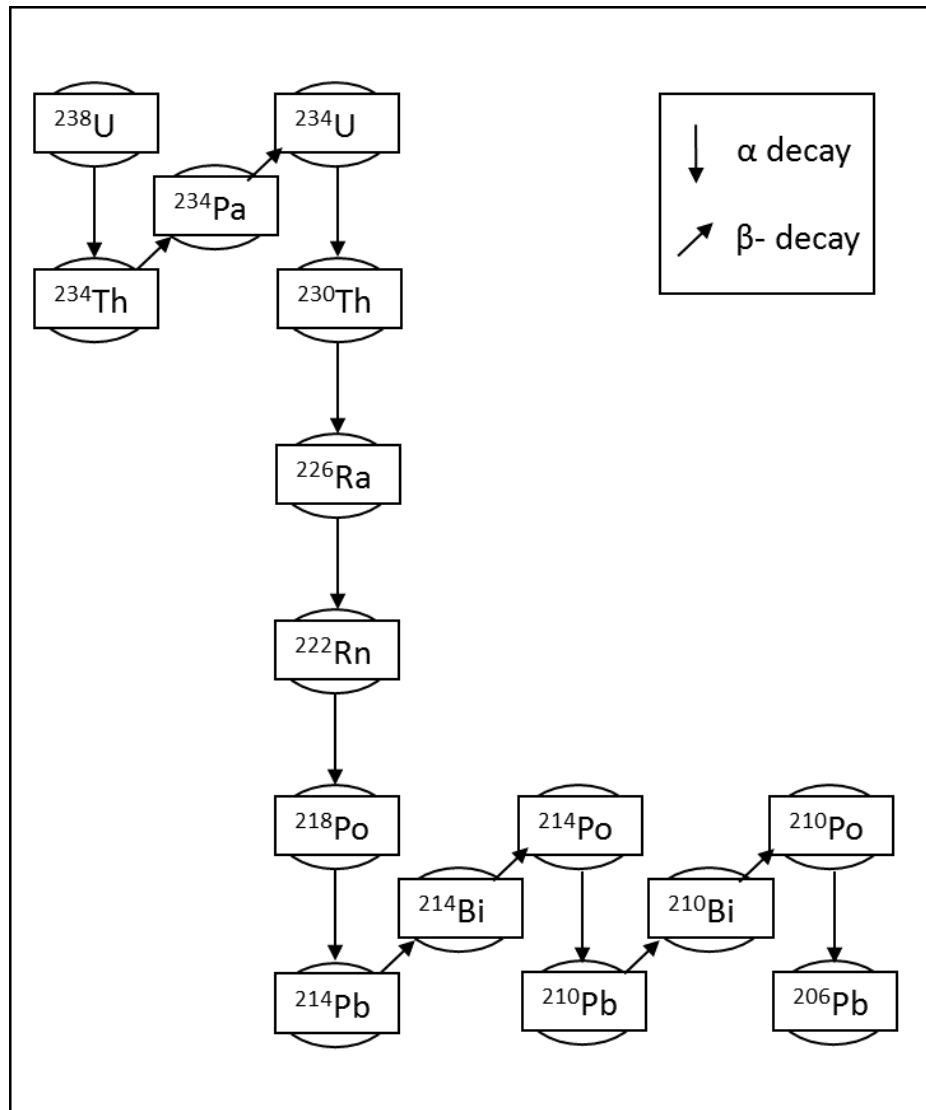 ²³⁸U
²³⁴U
α decay
²³⁴Pa
β- decay
²³⁴Th
²³⁰Th
²²⁶Ra
²²²Rn
²¹⁸Po
²¹⁴Po
²¹⁰Po
²¹⁴Bi
²¹⁰Bi
²¹⁴Pb
²¹⁰Pb
²⁰⁶Pb